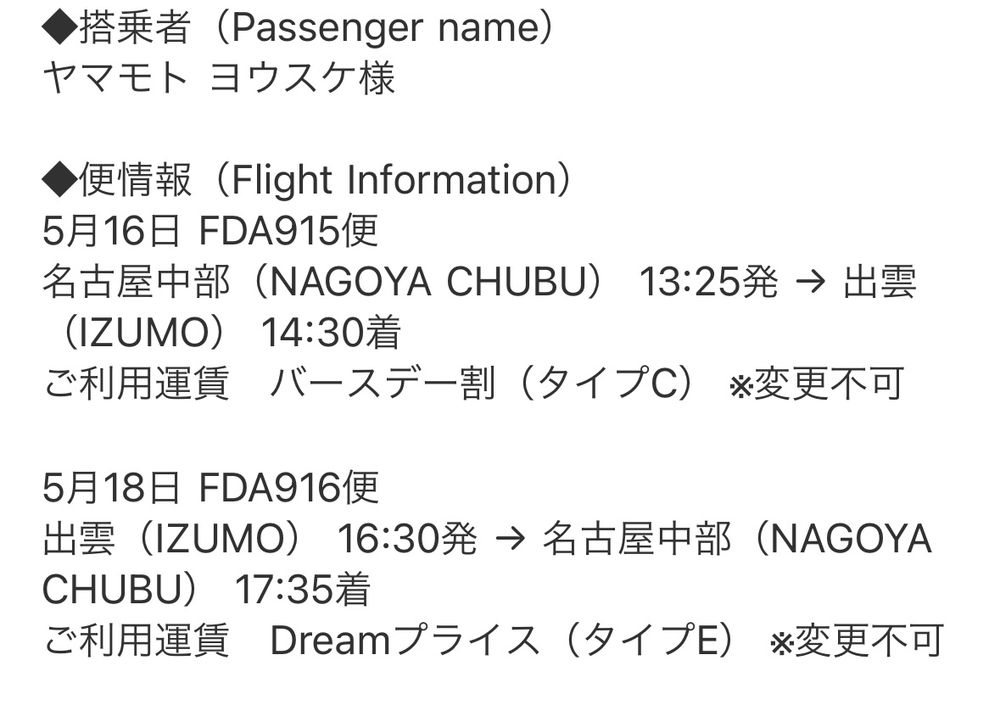 ◆搭乗者（Passenger name）
ヤマモト ヨウスケ様
◆便情報（Flight Information）
5月16日 FDA915便
名古屋中部（NAGOYA CHUBU） 13:25発 → 出雲
（IZUMO） 14:30着
ご利用運賃　バースデー割（タイプC） ※変更不可
5月18日 FDA916便
出雲（IZUMO） 16:30発 → 名古屋中部（NAGOYA
CHUBU） 17:35着
ご利用運賃　Dreamプライス（タイプE） ※変更不可